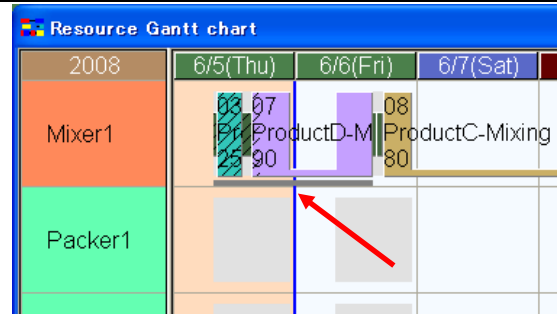 Resource Gantt chart
2008 6/5(Thu) 6/6(Fri) 6/7(Sat)
03 07 08
Mixer1 Pr ProductD-M ProductC-Mixing
25 90 80
Packer1